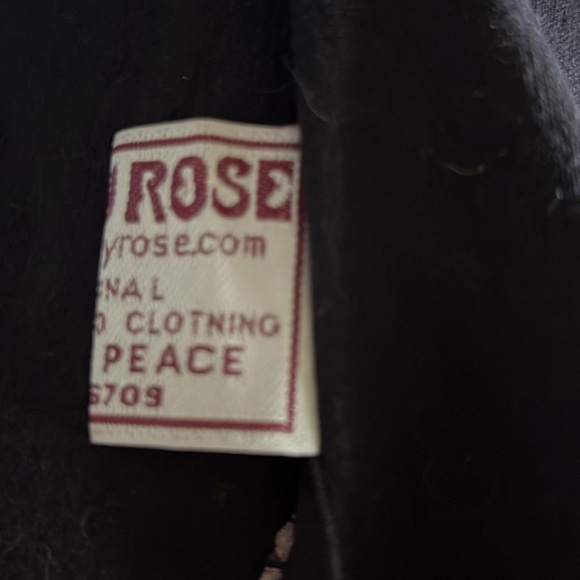 ROSE
yrose.com
NAL
CLOTHING
PEACE
6709